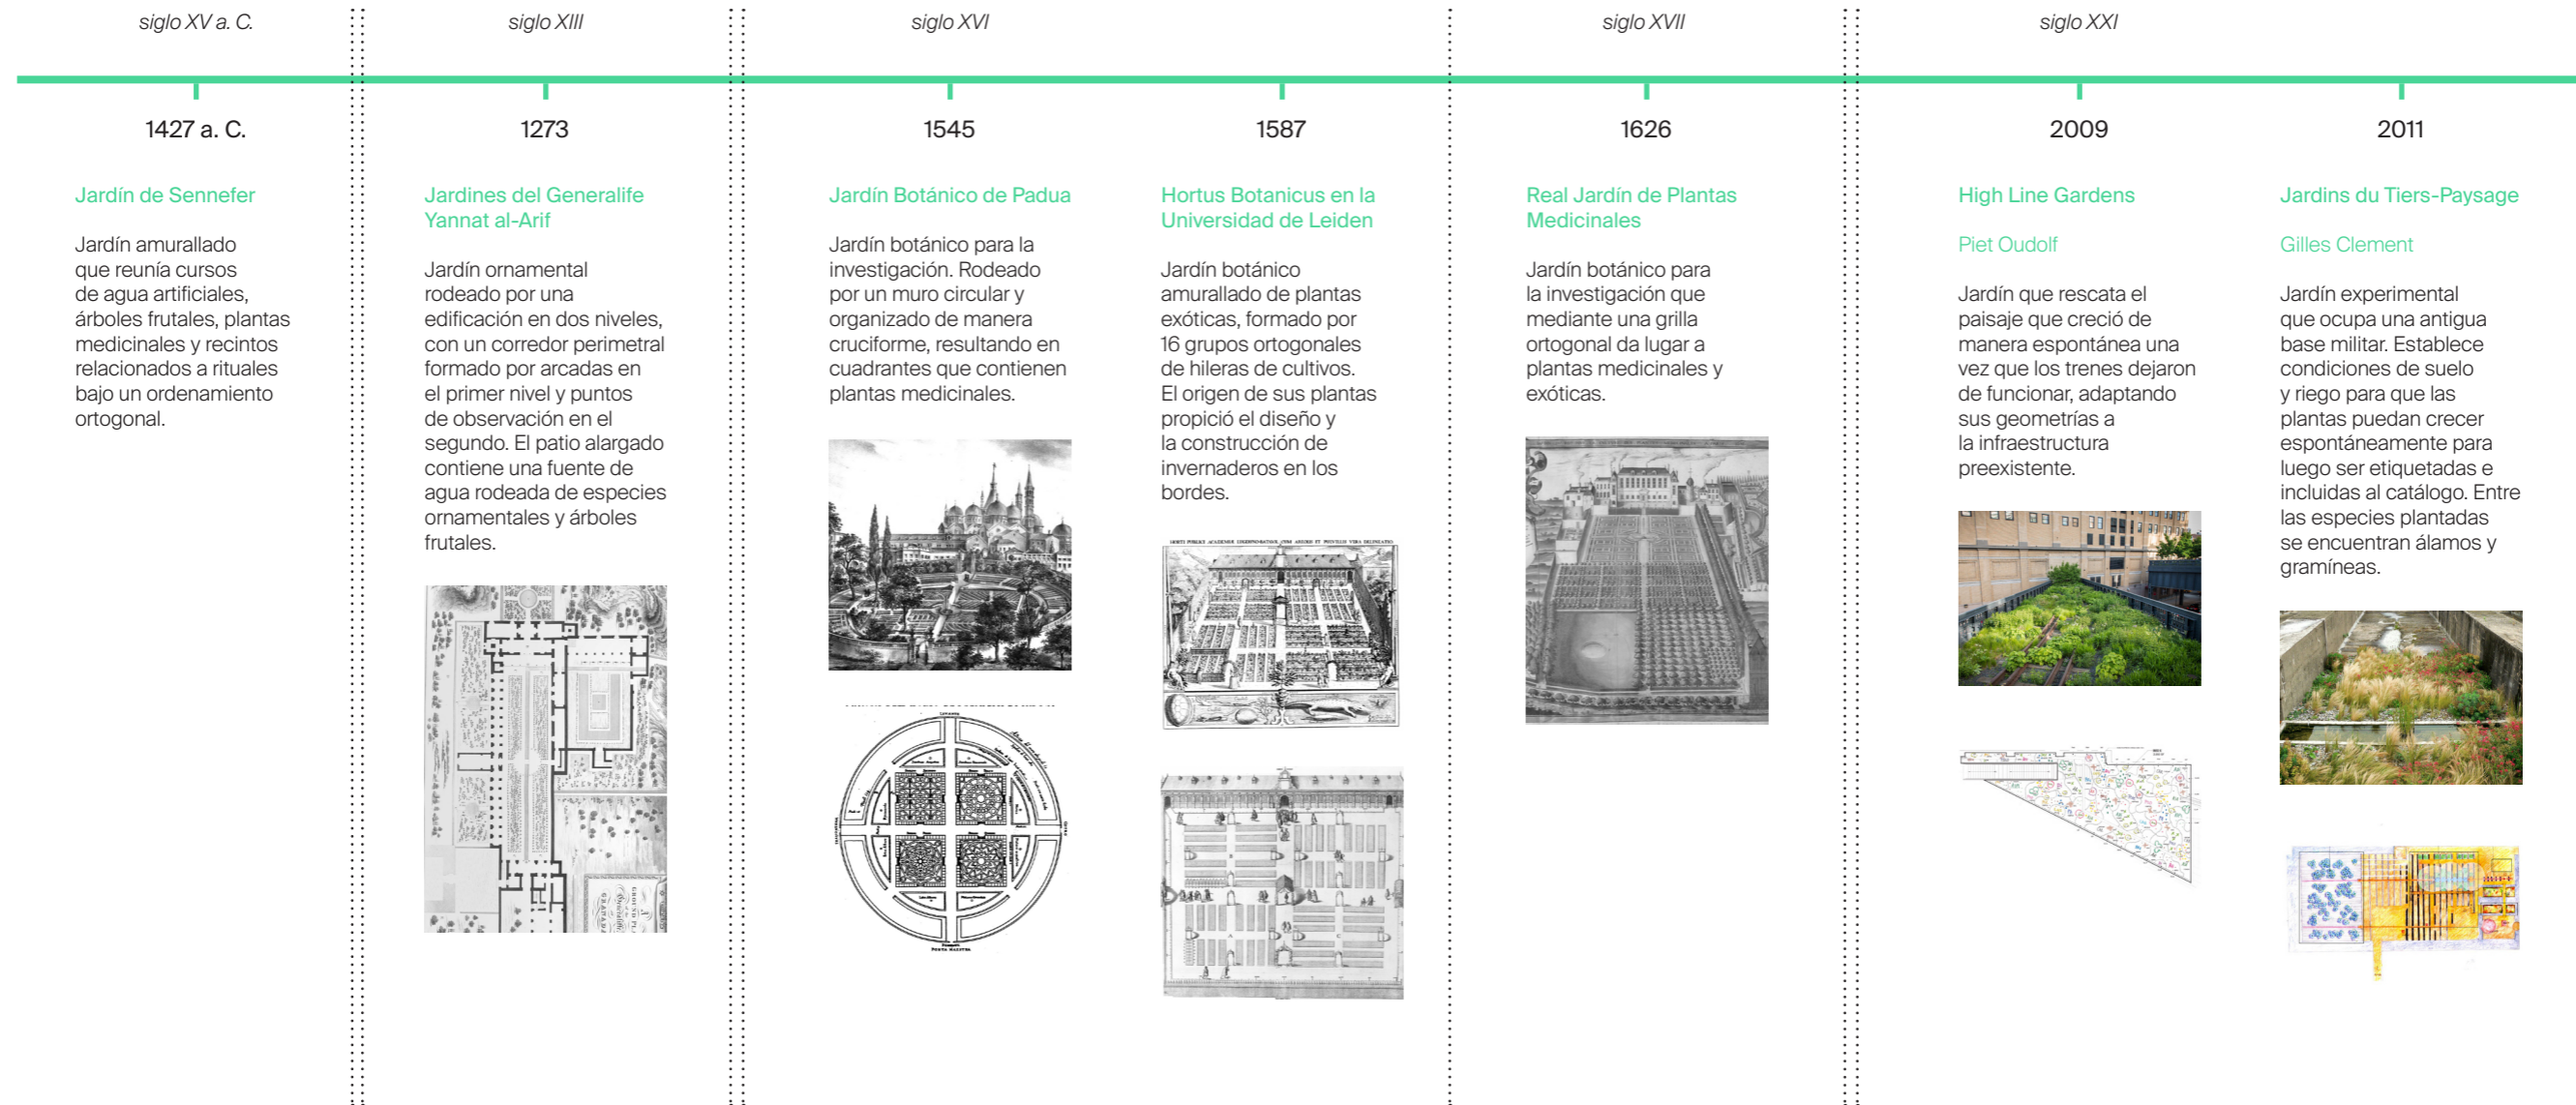 siglo XV a. C.
siglo XIII
siglo XVI
siglo XVII
siglo XXI
1427 a. C.
Jardín de Sennefer
Jardín amurallado
que reunía cursos
de agua artificiales,
árboles frutales, plantas
medicinales y recintos
relacionados a rituales
bajo un ordenamiento
ortogonal.
1273
Jardines del Generalife
Yannat al-Arif
Jardín ornamental
rodeado por una
edificación en dos niveles,
con un corredor perimetral
formado por arcadas en
el primer nivel y puntos
de observación en el
segundo. El patio alargado
contiene una fuente de
agua rodeada de especies
ornamentales y árboles
frutales.
1545
Jardín Botánico de Padua
Jardín botánico para la
investigación. Rodeado
por un muro circular y
organizado de manera
cruciforme, resultando en
cuadrantes que contienen
plantas medicinales.
1587
Hortus Botanicus en la
Universidad de Leiden
Jardín botánico
amurallado de plantas
exóticas, formado por
16 grupos ortogonales
de hileras de cultivos.
El origen de sus plantas
propició el diseño y
la construcción de
invernaderos en los
bordes.
1626
Real Jardín de Plantas
Medicinales
Jardín botánico para
la investigación que
mediante una grilla
ortogonal da lugar a
plantas medicinales y
exóticas.
2009
High Line Gardens
Piet Oudolf
Jardín que rescata el
paisaje que creció de
manera espontánea una
vez que los trenes dejaron
de funcionar, adaptando
sus geometrías a
la infraestructura
preexistente.
2011
Jardins du Tiers-Paysage
Gilles Clement
Jardín experimental
que ocupa una antigua
base militar. Establece
condiciones de suelo
y riego para que las
plantas puedan crecer
espontáneamente para
luego ser etiquetadas e
incluidas al catálogo. Entre
las especies plantadas
se encuentran álamos y
gramíneas.